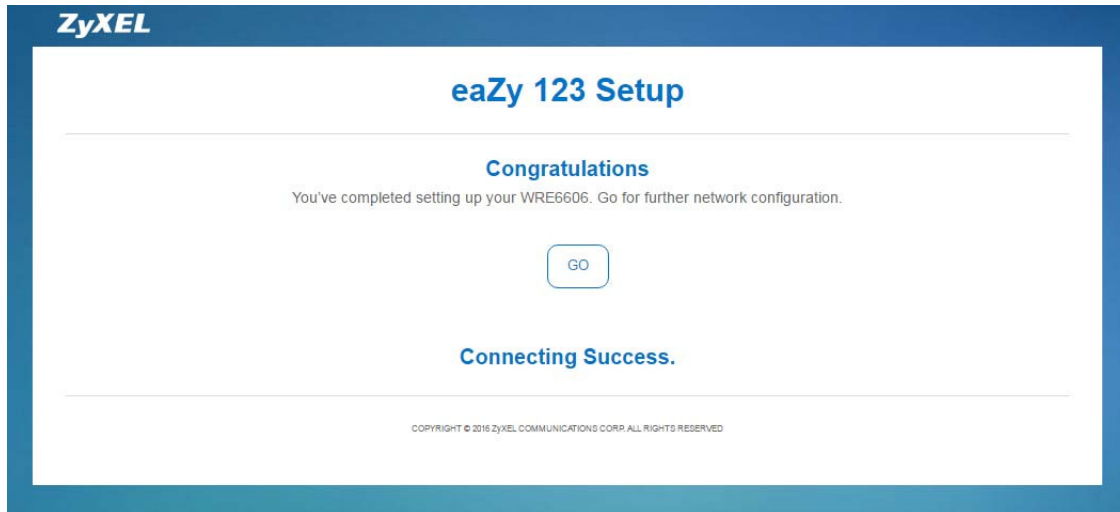 ZyXEL
eaZy 123 Setup
Congratulations
You've completed setting up your WRE6606. Go for further network configuration.
GO
Connecting Success.
COPYRIGHT © 2016 ZyXEL COMMUNICATIONS CORP. ALL RIGHTS RESERVED